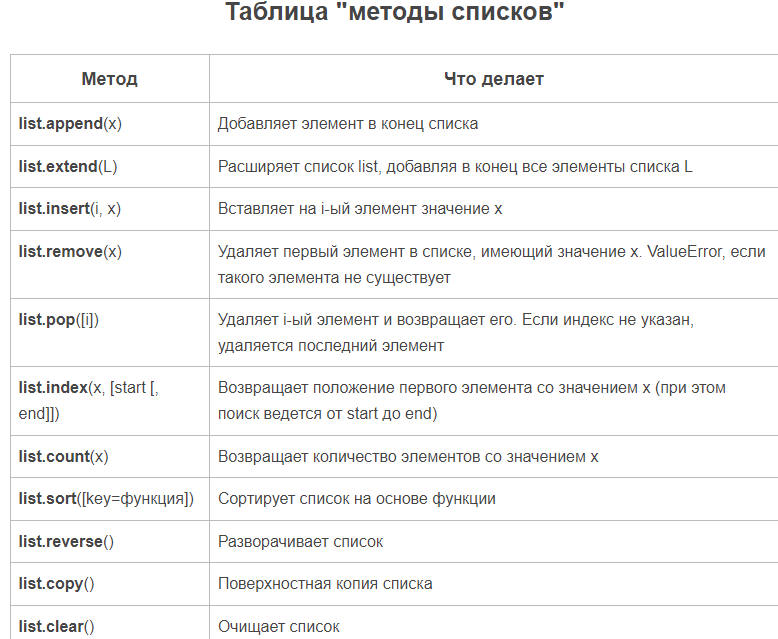 Таблица "методы списков"
Метод Что делает
list.append(x) Добавляет элемент в конец списка
list.extend(L) Расширяет список list, добавляя в конец все элементы списка L
list.insert(i, x) Вставляет на i-ый элемент значение x
list.remove(x) Удаляет первый элемент в списке, имеющий значение x. ValueError, если
такого элемента не существует
list.pop([i]) Удаляет i-ый элемент и возвращает его. Если индекс не указан,
удаляется последний элемент
list.index(x, [start [, Возвращает положение первого элемента со значением x (при этом
end]]) поиск ведется от start до end)
list.count(x) Возвращает количество элементов со значением x
list.sort([key=функция]) Сортирует список на основе функции
list.reverse() Разворачивает список
list.copy() Поверхностная копия списка
list.clear() Очищает список